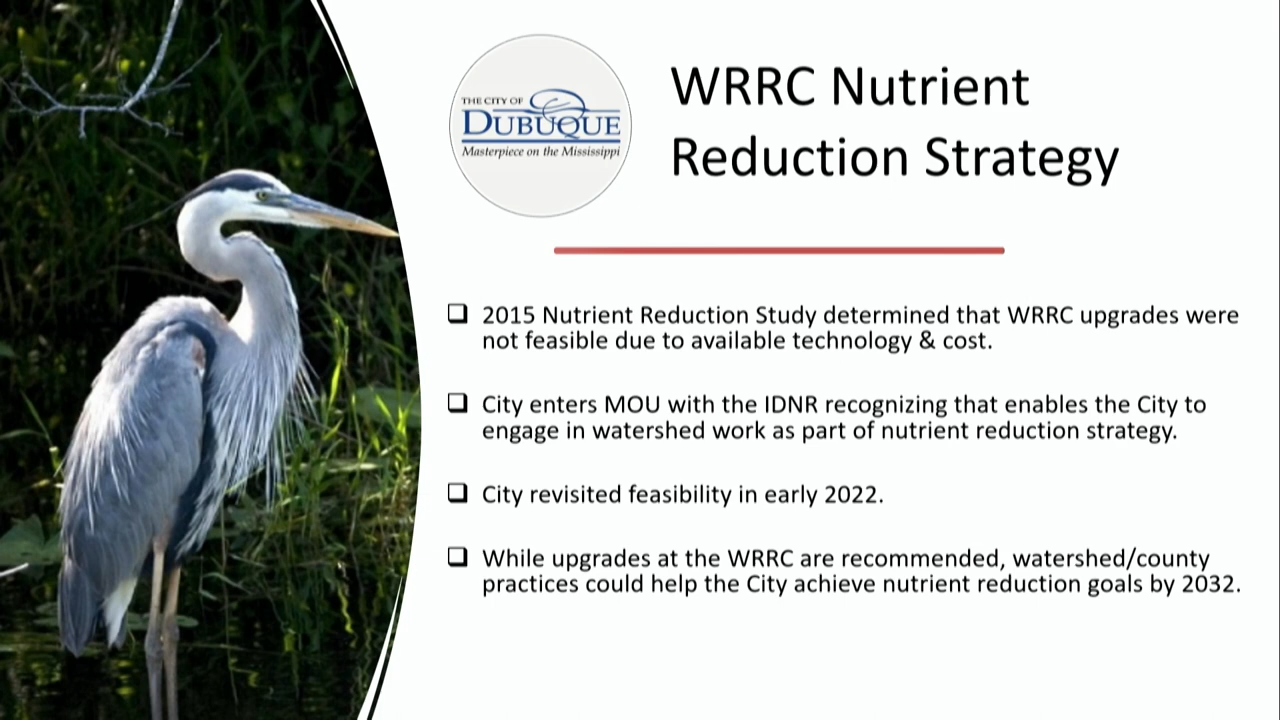 THE CITY OF
DUBUQUE
Masterpiece on the Mississippi
WRRC Nutrient
Reduction Strategy
2015 Nutrient Reduction Study determined that WRRC upgrades were
not feasible due to available technology & cost.
City enters MOU with the IDNR recognizing that enables the City to
engage in watershed work as part of nutrient reduction strategy.
City revisited feasibility in early 2022.
While upgrades at the WRRC are recommended, watershed/county
practices could help the City achieve nutrient reduction goals by 2032.